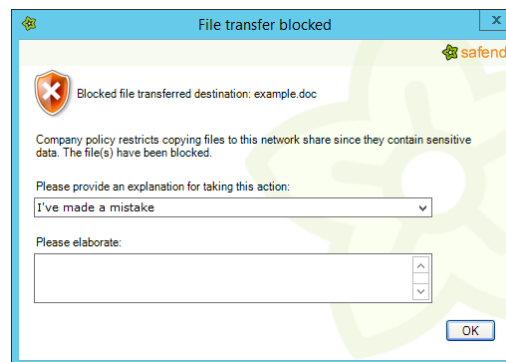 File transfer blocked
x
safend
Blocked file transferred destination: example.doc
Company policy restricts copying files to this network share since they contain sensitive
data. The file(s) have been blocked.
Please provide an explanation for taking this action:
I've made a mistake
Please elaborate:
OK